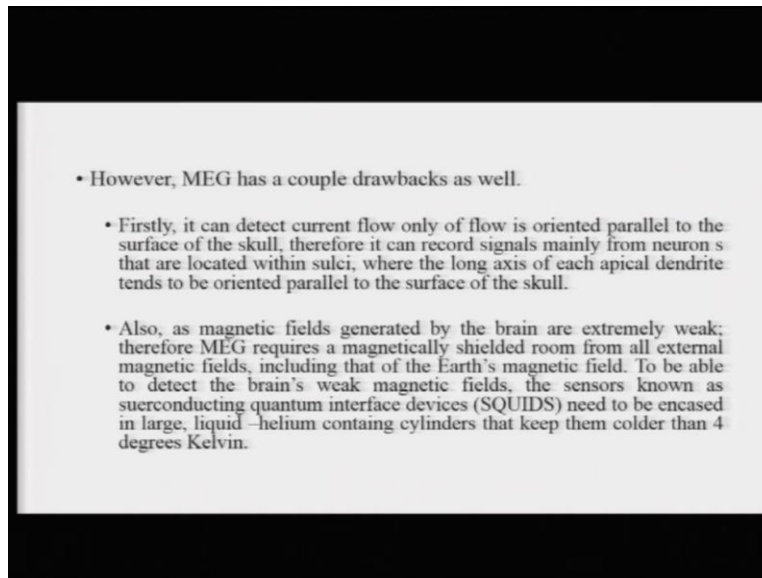 • However, MEG has a couple drawbacks as well.
• Firstly, it can detect current flow only of flow is oriented parallel to the
surface of the skull, therefore it can record signals mainly from neuron s
that are located within sulci, where the long axis of each apical dendrite
tends to be oriented parallel to the surface of the skull.
• Also, as magnetic fields generated by the brain are extremely weak;
therefore MEG requires a magnetically shielded room from all external
magnetic fields, including that of the Earth's magnetic field. To be able
to detect the brain's weak magnetic fields, the sensors known as
suerconducting quantum interface devices (SQUIDS) need to be encased
in large, liquid –helium containg cylinders that keep them colder than 4
degrees Kelvin.